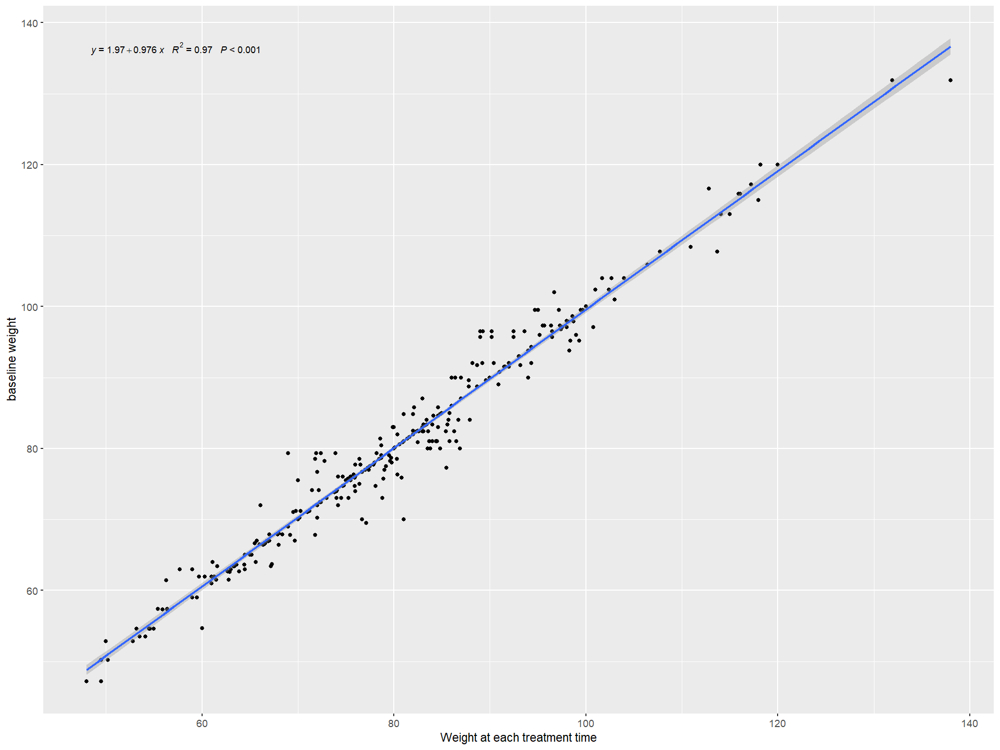 140
y = 1.97+0.976 x R2 = 0.97 P < 0.001
120
100
baseline weight
80
60
60 80 100 120 140
Weight at each treatment time